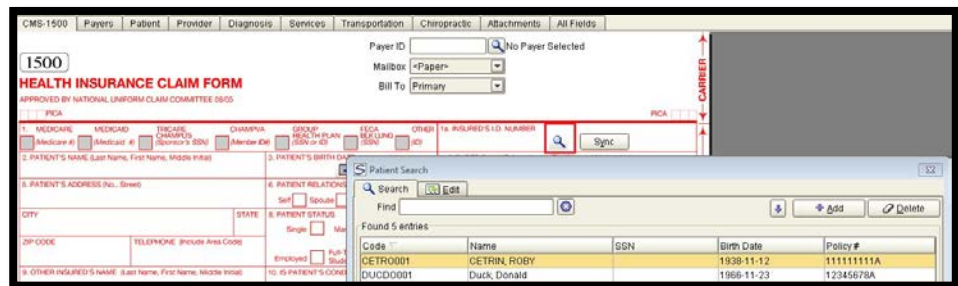 CMS-1500 Payers Patient Provider Diagnosis Services Transportation Chiropractic Attachments All Fields
Payer ID No Payer Selected
1500
Mailbox <Paper>
HEALTH INSURANCE CLAIM FORM
Bill To Primary
APPROVED BY NATIONAL UNIFORM CLAIM COMMITTEE 08/05
CARRIER
PICA PICA
1. MEDICARE MEDICAID TRICARE CHAMPUS CHAMPVA GROUP HEALTH PLAN FECA BLK LUNG OTHER 1a. INSURED'S I.D. NUMBER
(Medicare #) (Medicaid #) (Sponsor's SSN) (Member ID#) (SSN or ID) (SSN) (ID) Sync
2. PATIENT'S NAME (Last Name, First Name, Middle Initial) 3. PATIENT'S BIRTH DA
Patient Search
5. PATIENT'S ADDRESS (No., Street) 6. PATIENT RELATIONS
Search Edit
Self Spouse
Find Add Delete
CITY STATE 8. PATIENT STATUS
Found 5 entries
Single Mar
Code Name SSN Birth Date Policy #
ZIP CODE TELEPHONE (Include Area Code)
CETRO001 CETRIN, ROBY 1938-11-12 111111111A
Employed Full-T Stude
DUCDO001 Duck, Donald 1966-11-23 12345678A
9. OTHER INSURED'S NAME (Last Name, First Name, Middle Initial) 10. IS PATIENT'S COND